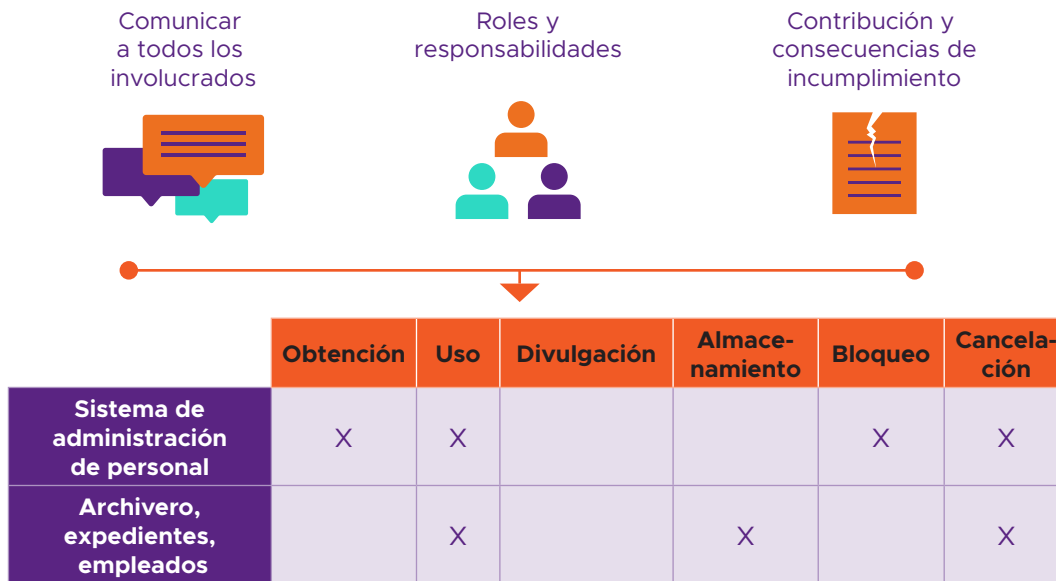 Comunicar
a todos los
involucrados
Roles y
responsabilidades
Contribución y
consecuencias de
incumplimiento
Obtención
Uso
Divulgación
Almace-
namiento
Bloqueo
Cancela-
ción
Sistema de
administración
de personal
X
X
X
X
Archivero,
expedientes,
empleados
X
X
X